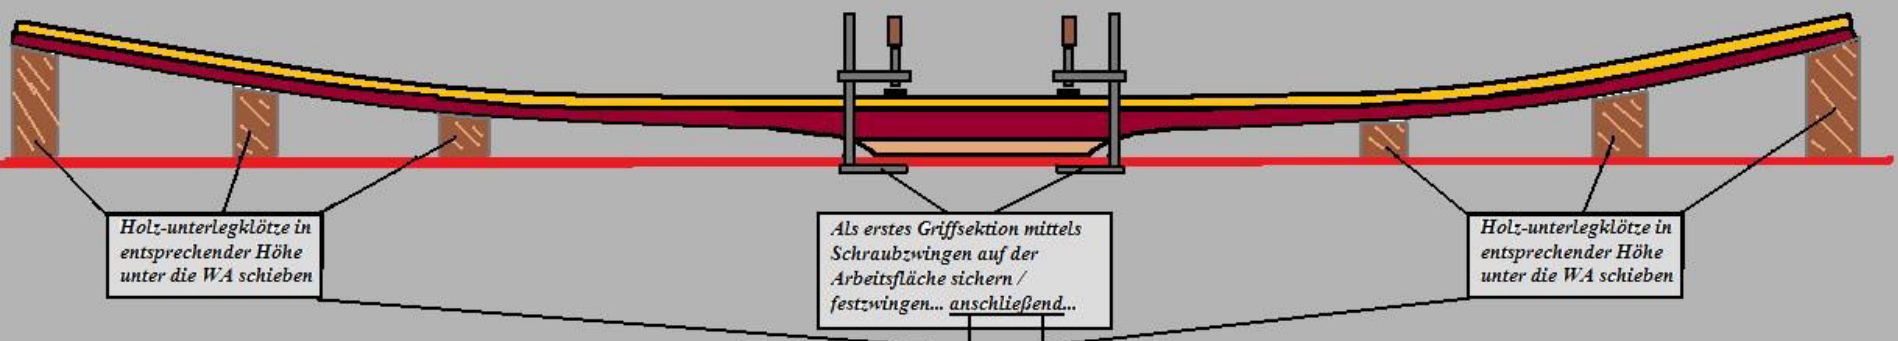 Holz-unterlegklötze in
entsprechender Höhe
unter die WA schieben
Als erstes Griffsektion mittels
Schraubzwingen auf der
Arbeitsfläche sichern /
festzwingen... anschließend...
Holz-unterlegklötze in
entsprechender Höhe
unter die WA schieben